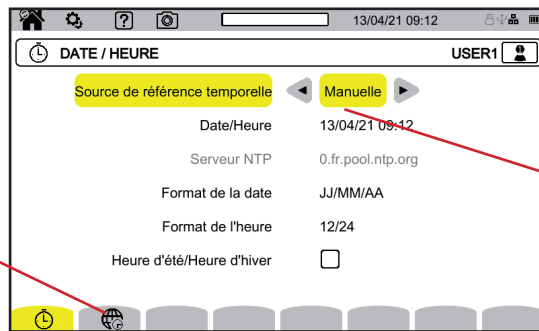 13/04/21 09:12
DATE / HEURE USER1
Source de référence temporelle Manuelle
Date/Heure 13/04/21 09:12
Serveur NTP 0.fr.pool.ntp.org
Format de la date JJ/MM/AA
Format de l'heure 12/24
Heure d'été/Heure d'hiver